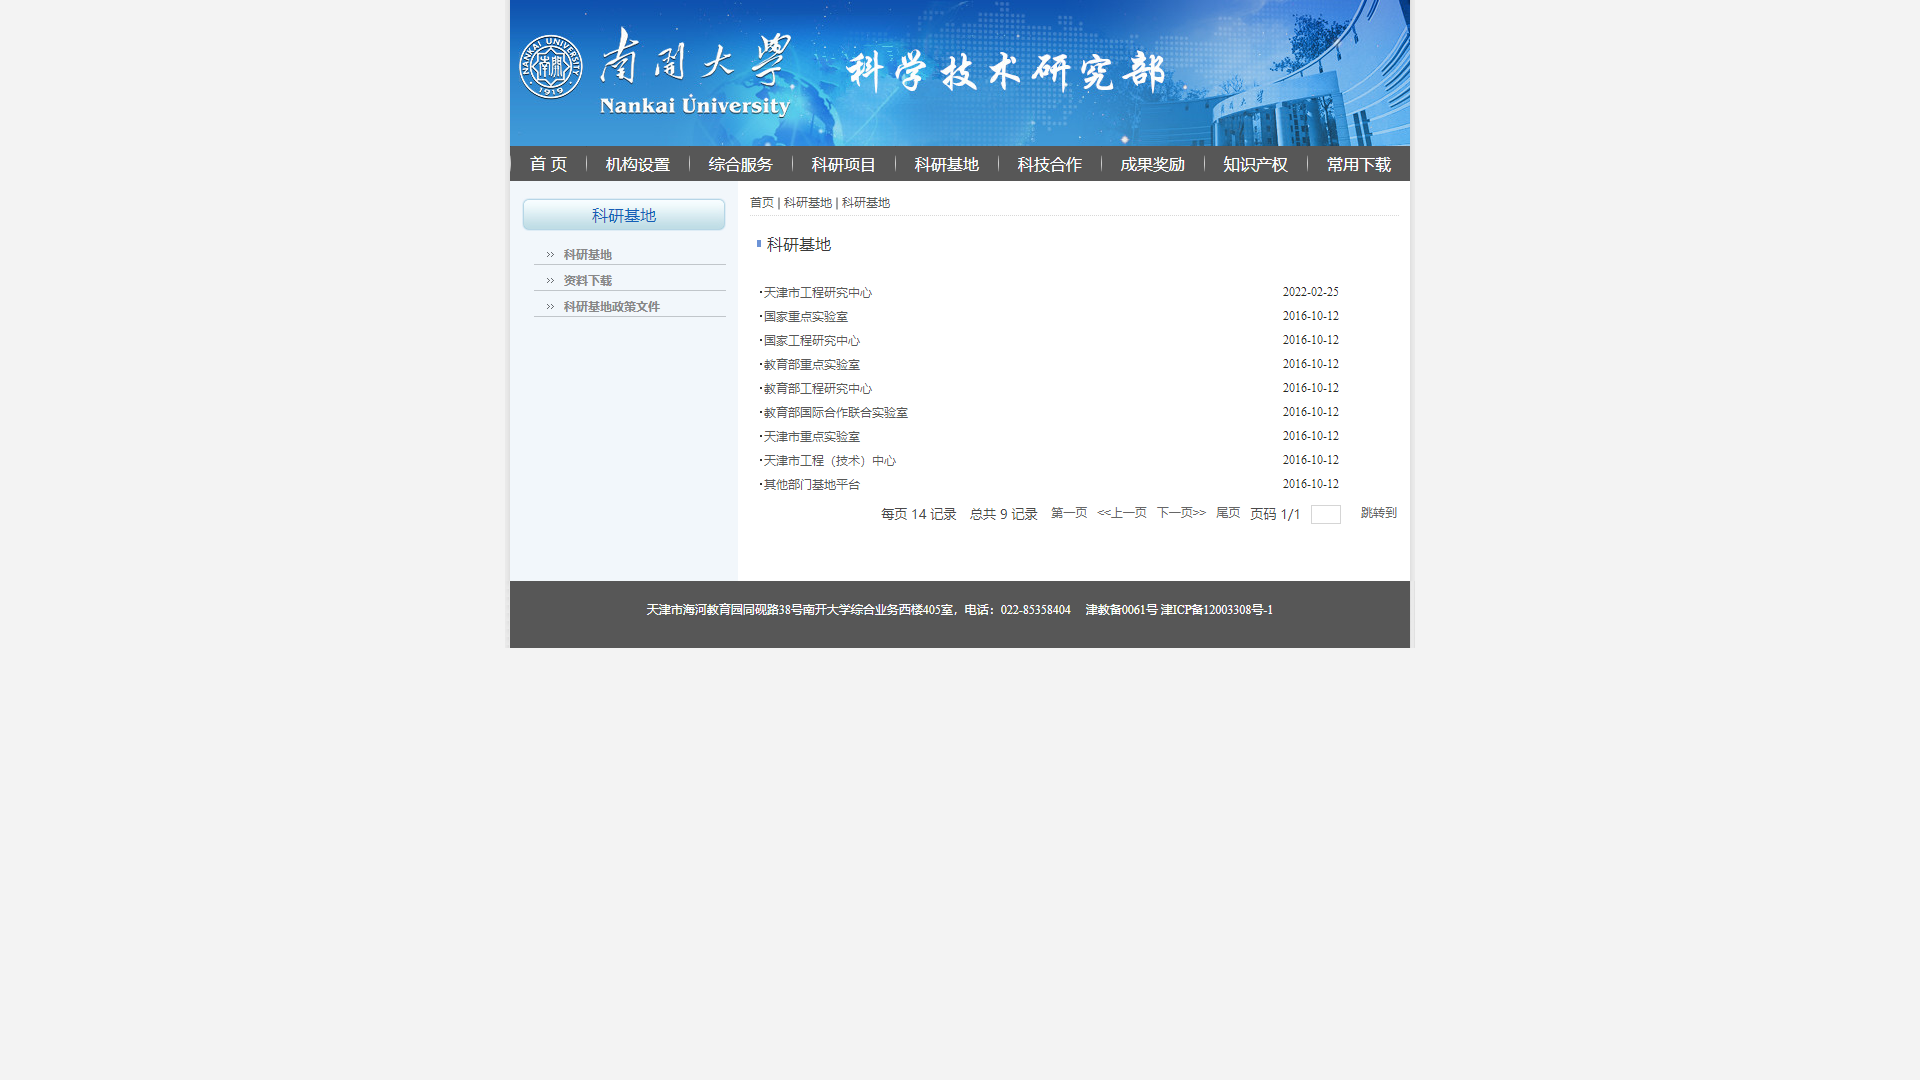 NANKAI UNIVERSITY
南開
1919
南開大學
Nankai University
科学技术研究部
南開大學
首 页
机构设置
综合服务
科研项目
科研基地
科技合作
成果奖励
知识产权
常用下载
科研基地
科研基地
资料下载
科研基地政策文件
首页 | 科研基地 | 科研基地
科研基地
·天津市工程研究中心 2022-02-25
·国家重点实验室 2016-10-12
·国家工程研究中心 2016-10-12
·教育部重点实验室 2016-10-12
·教育部工程研究中心 2016-10-12
·教育部国际合作联合实验室 2016-10-12
·天津市重点实验室 2016-10-12
·天津市工程（技术）中心 2016-10-12
·其他部门基地平台 2016-10-12
每页 14 记录 总共 9 记录 第一页 <<上一页 下一页>> 尾页 页码 1/1 跳转到
天津市海河教育园同砚路38号南开大学综合业务西楼405室，电话：022-85358404 津教备0061号 津ICP备12003308号-1